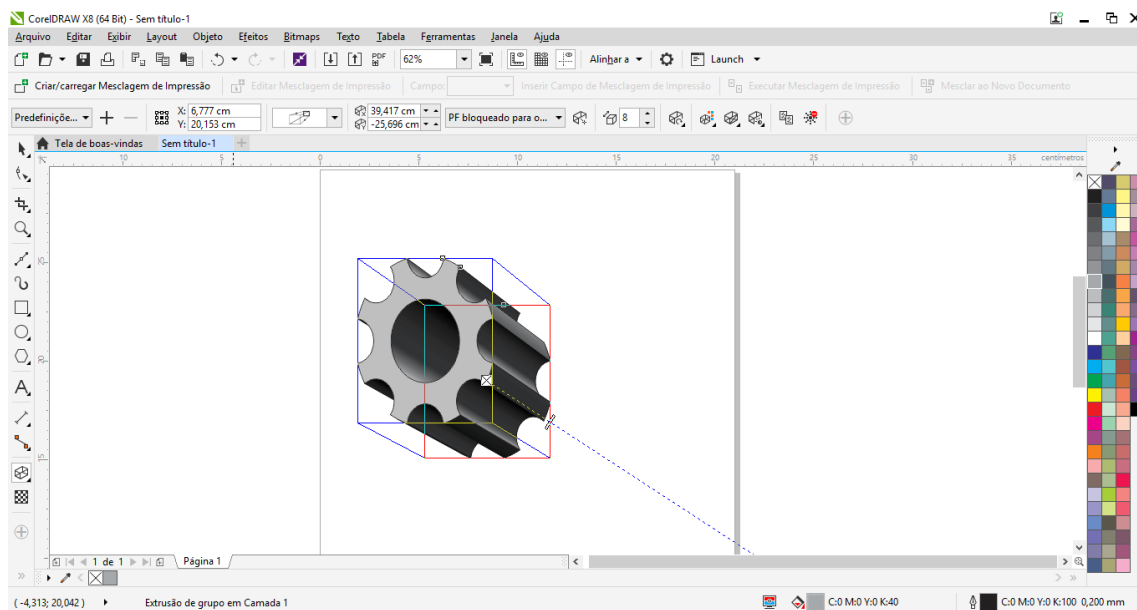 CorelDRAW X8 (64 Bit) - Sem título-1
Arquivo Editar Exibir Layout Objeto Efeitos Bitmaps Texto Tabela Ferramentas Janela Ajuda
PDF 62% Alinhar a Launch
Criar/carregar Mesclagem de Impressão Editar Mesclagem de Impressão Campo: Inserir Campo de Mesclagem de Impressão Executar Mesclagem de Impressão Mesclar ao Novo Documento
Predefiniçõe... X: 6,777 cm 39,417 cm PF bloqueado para o... 8
Y: 20,153 cm -25,696 cm
Tela de boas-vindas Sem título-1
10 5 0 5 10 15 20 25 30 35 centímetros
25
20
15
1 de 1 Página 1
( -4,313; 20,042 ) Extrusão de grupo em Camada 1 C:0 M:0 Y:0 K:40 C:0 M:0 Y:0 K:100 0,200 mm